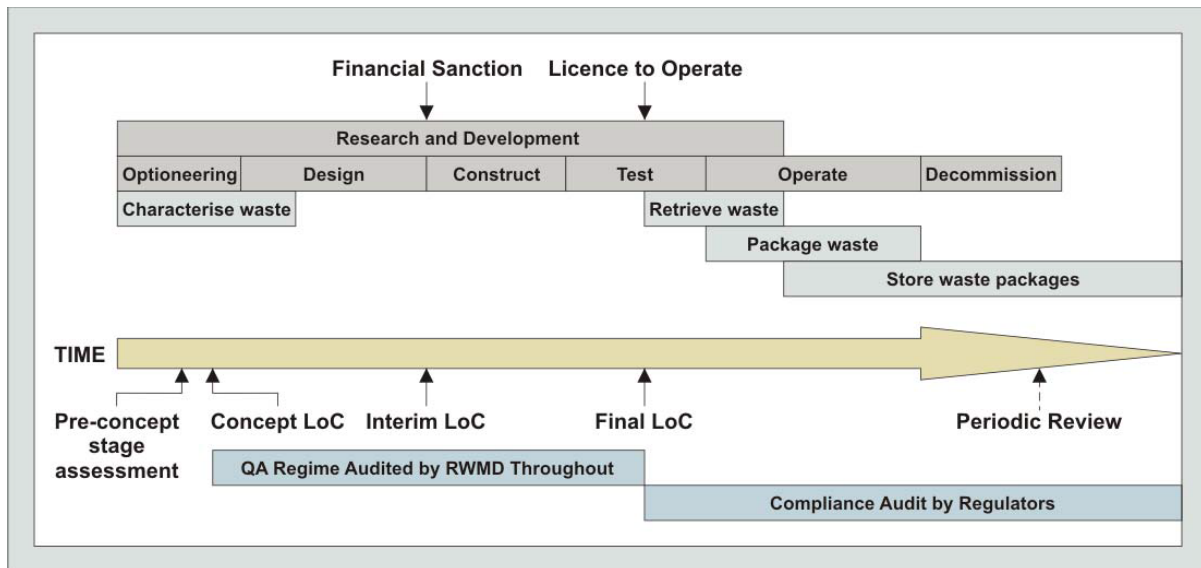 Financial Sanction
Licence to Operate
Research and Development
Optioneering
Design
Construct
Test
Operate
Decommission
Characterise waste
Retrieve waste
Package waste
Store waste packages
TIME
Pre-concept
stage
assessment
Concept LoC
Interim LoC
Final LoC
Periodic Review
QA Regime Audited by RWMD Throughout
Compliance Audit by Regulators